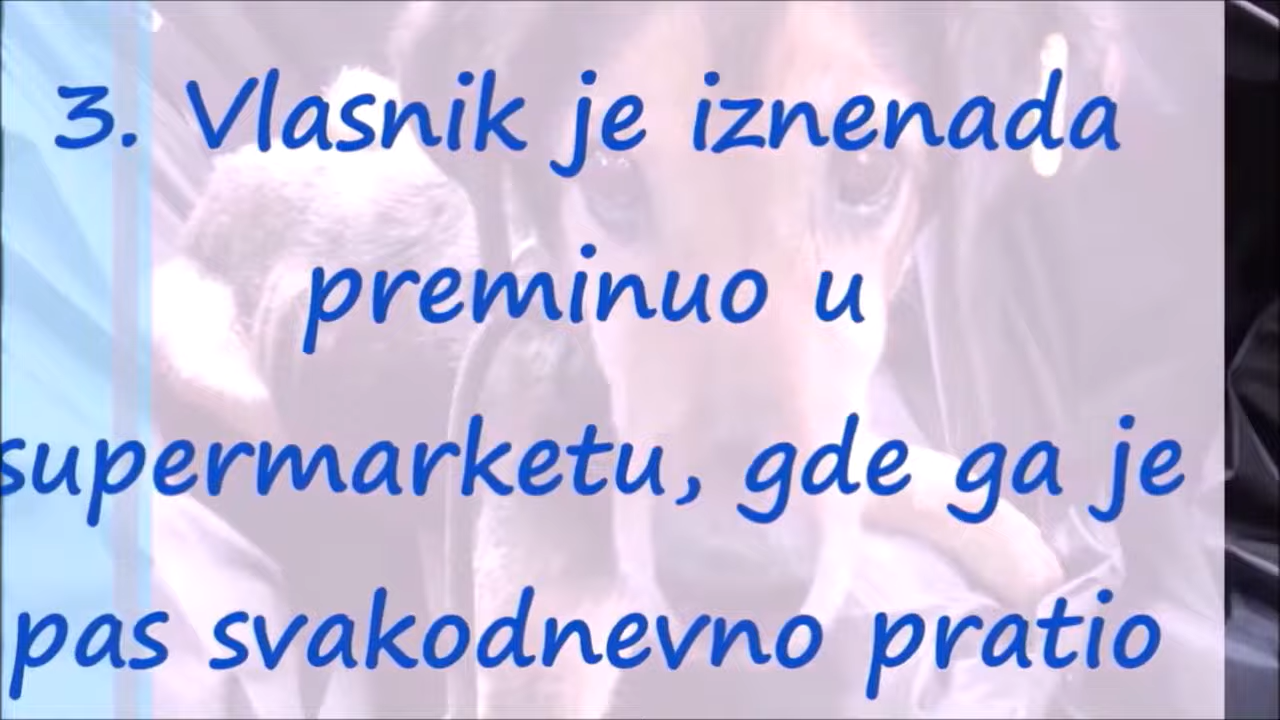 3. Vlasnik je iznenada
preminuo u
supermarketu, gde ga je
pas svakodnevno pratio